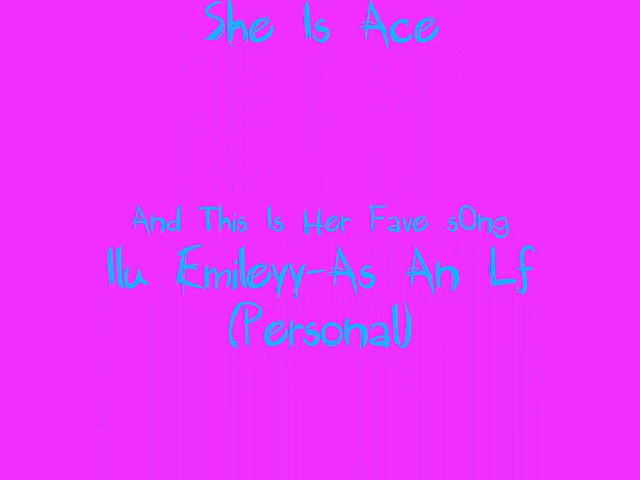 She Is Ace
And This Is Her Fave sOng
Ilu Emileyy-As An Lf
(Personal)